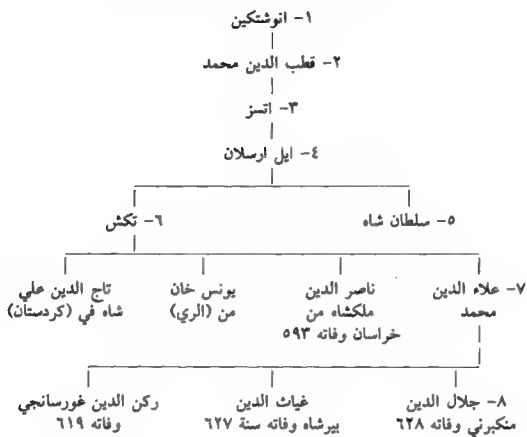 ١- انوشتكين
٢- قطب الدين محمد
٣- اتسز
٤- ايل ارسلان
٥- سلطان شاه
٦- تكش
٧- علاء الدين
محمد
ناصر الدين
ملكشاه من
خراسان وفاته ٥٩٣
يونس خان
من (الري)
تاج الدين علي
شاه في (كردستان)
٨- جلال الدين
منكبرني وفاته ٦٢٨
غياث الدين
بيرشاه وفاته سنة ٦٢٧
ركن الدين غورسانجي
وفاته ٦١٩